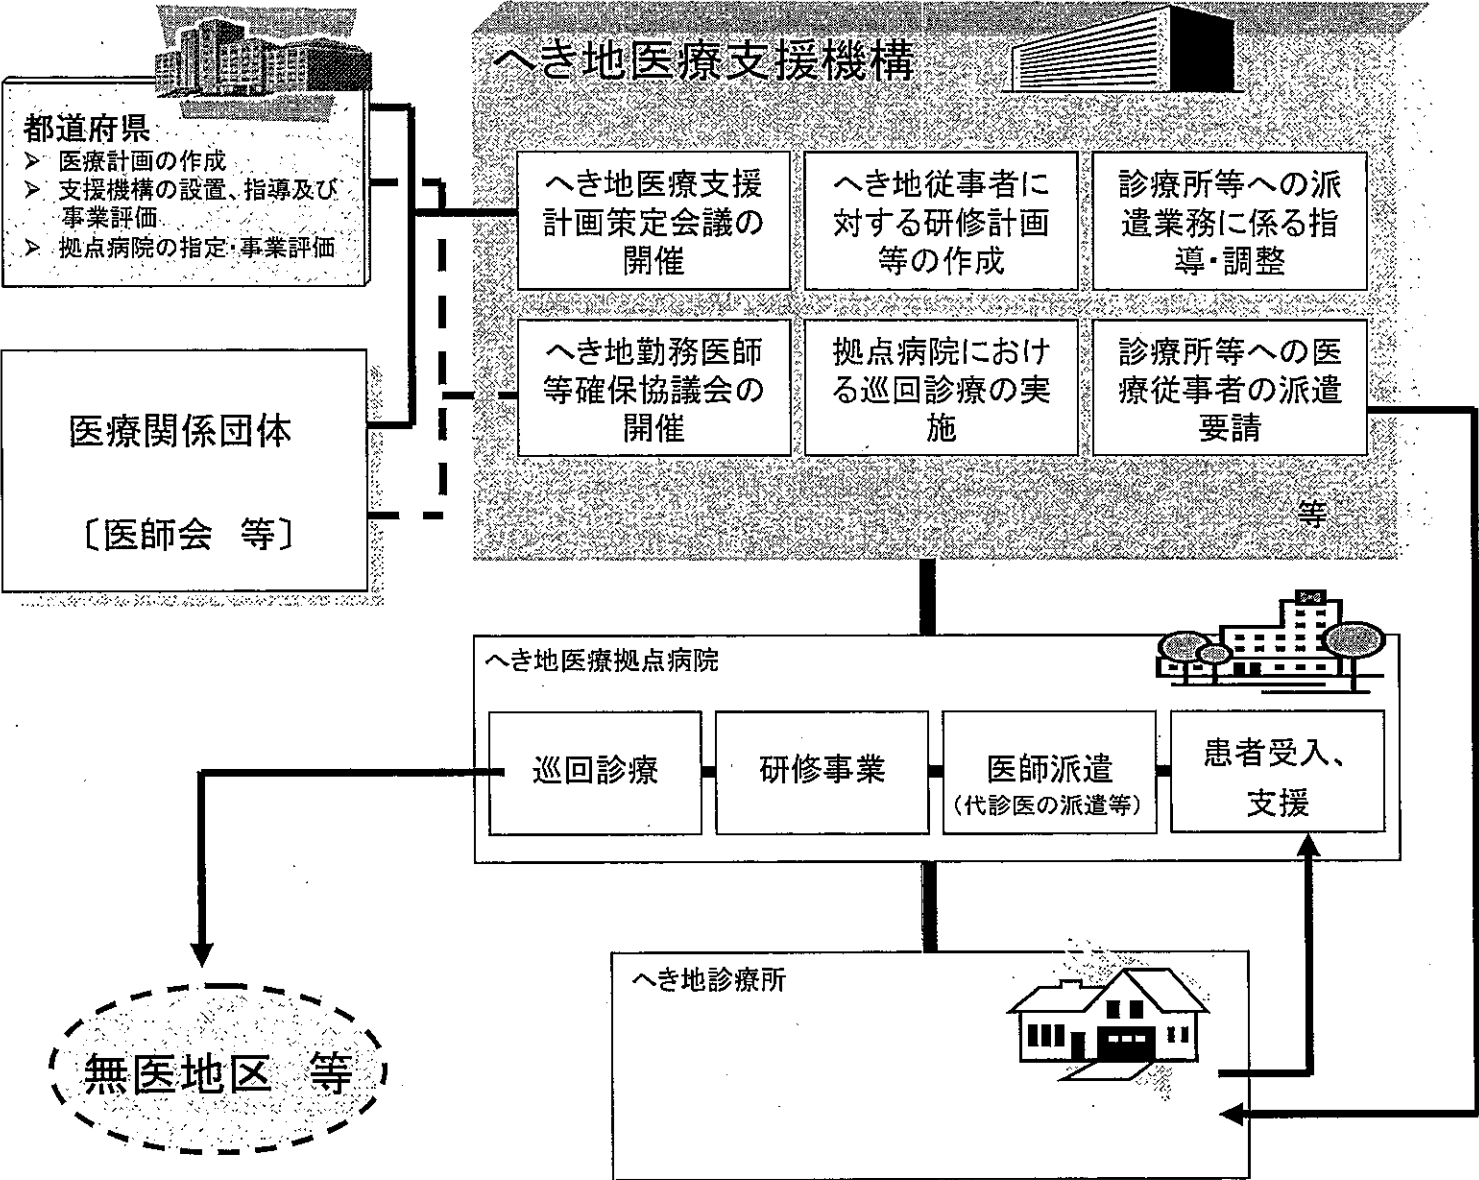 都道府県
➢ 医療計画の作成
➢ 支援機構の設置、指導及び
事業評価
➢ 拠点病院の指定・事業評価
医療関係団体
〔医師会　等〕
へき地医療支援機構
へき地医療支援
計画策定会議の
開催
へき地従事者に
対する研修計画
等の作成
診療所等への派
遣業務に係る指
導・調整
へき地勤務医師
等確保協議会の
開催
拠点病院におけ
る巡回診療の実
施
診療所等への医
療従事者の派遣
要請
等
へき地医療拠点病院
巡回診療
研修事業
医師派遣
（代診医の派遣等）
患者受入、
支援
へき地診療所
無医地区　等